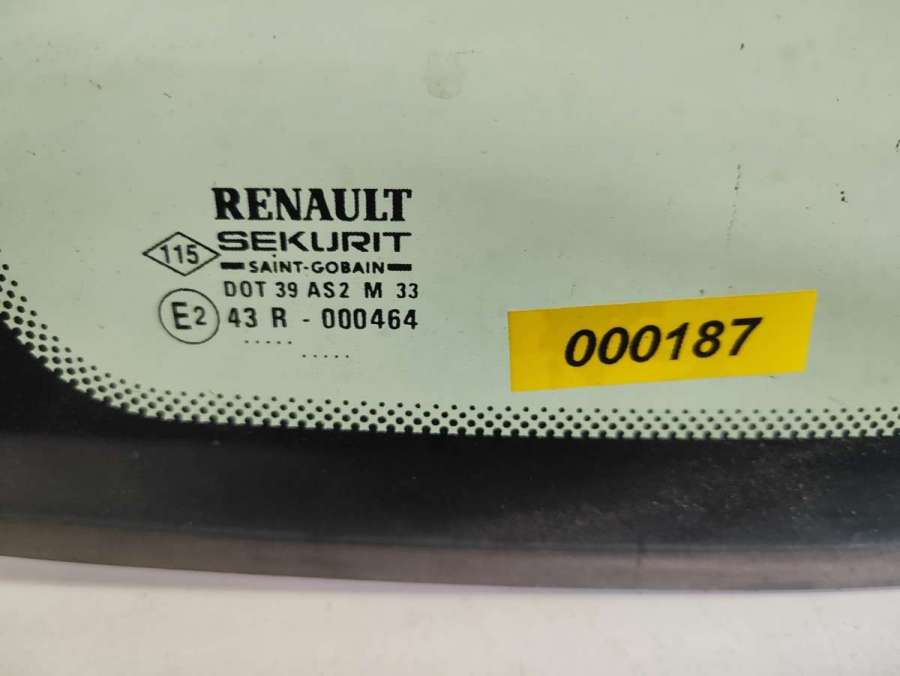 RENAULT
115
SEKURIT
SAINT-GOBAIN
DOT 39 AS2 M 33
E2 43 R - 000464
..... .....
000187